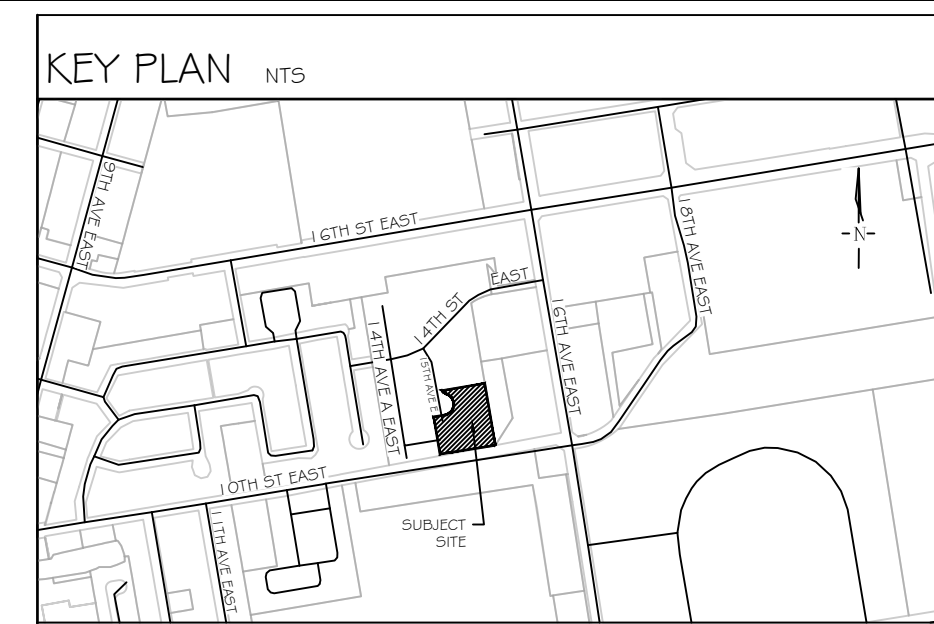 KEY PLAN NTS
9TH AVE EAST
16TH ST EAST
18TH AVE EAST
N
EAST
14TH ST
16TH AVE EAST
14TH AVE A EAST
15TH AVE E
10TH ST EAST
11TH AVE EAST
SUBJECT
SITE